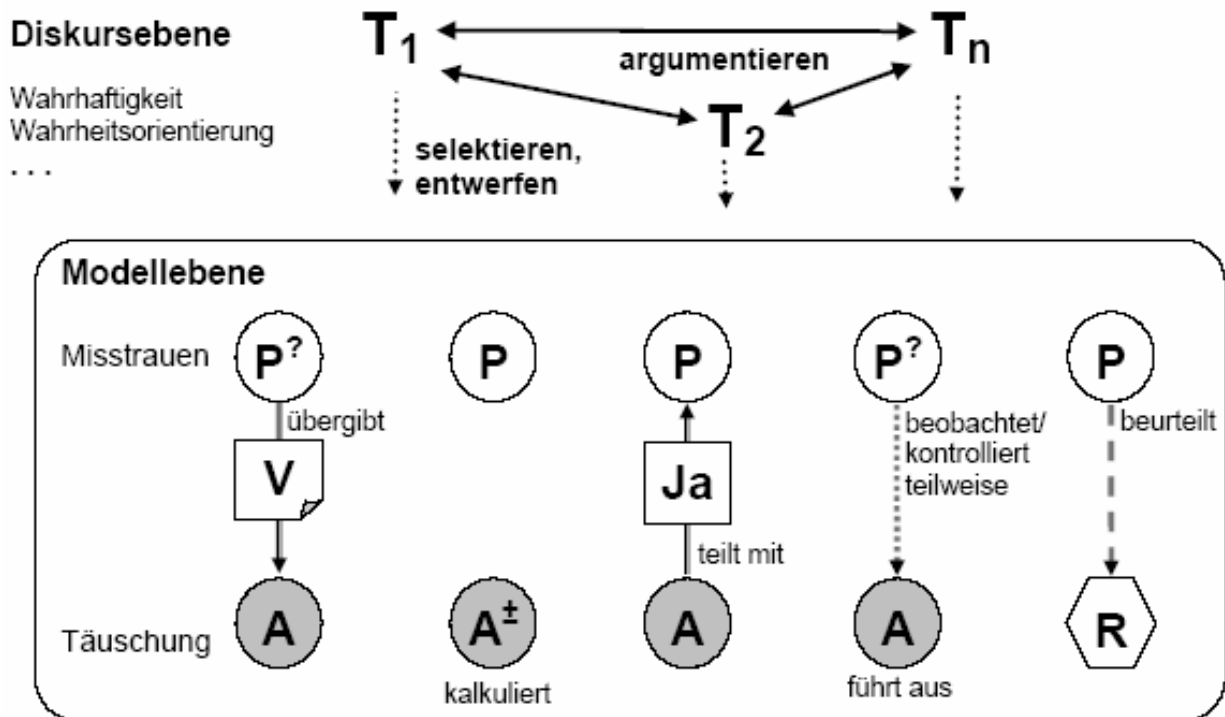 Diskursebene
T1
Tn
argumentieren
Wahrhaftigkeit
Wahrheitsorientierung
. . .
T2
selektieren,
entwerfen
Modellebene
Misstrauen
P?
P
P
P?
P
übergibt
beobachtet/
kontrolliert
teilweise
beurteilt
V
Ja
teilt mit
Täuschung
A
A±
A
A
R
kalkuliert
führt aus